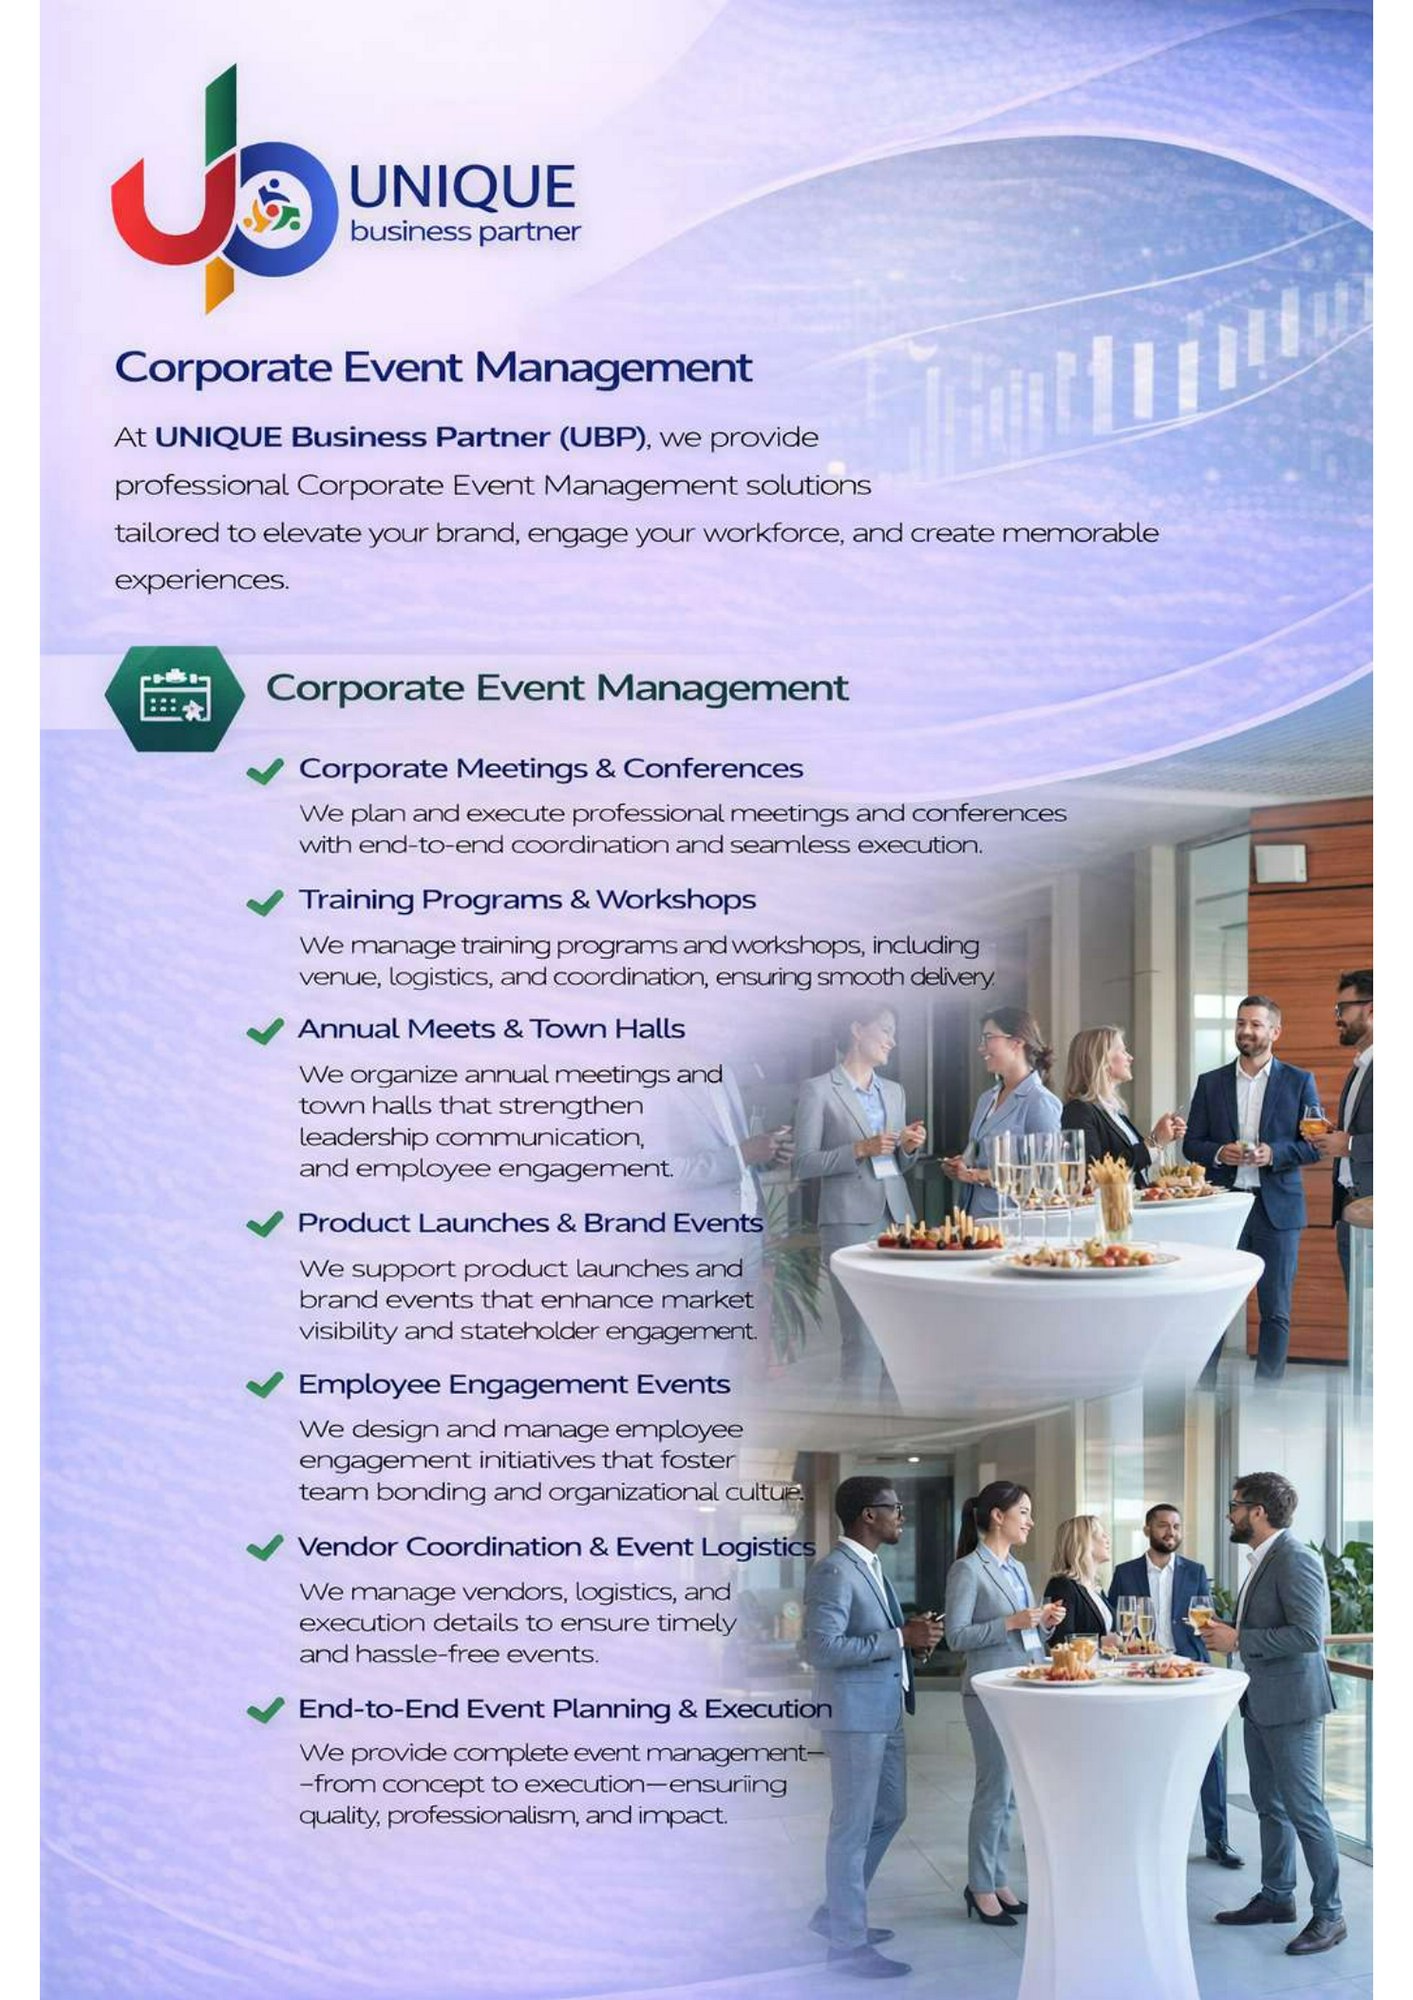 UNIQUE
business partner
Corporate Event Management
At UNIQUE Business Partner (UBP), we provide
professional Corporate Event Management solutions
tailored to elevate your brand, engage your workforce, and create memorable
experiences.
Corporate Event Management
Corporate Meetings & Conferences
We plan and execute professional meetings and conferences
with end-to-end coordination and seamless execution.
Training Programs & Workshops
We manage training programs and workshops, including
venue, logistics, and coordination, ensuring smooth delivery.
Annual Meets & Town Halls
We organize annual meetings and
town halls that strengthen
leadership communication,
and employee engagement.
Product Launches & Brand Events
We support product launches and
brand events that enhance market
visibility and stateholder engagement.
Employee Engagement Events
We design and manage employee
engagement initiatives that foster
team bonding and organizational cultue.
Vendor Coordination & Event Logistics
We manage vendors, logistics, and
execution details to ensure timely
and hassle-free events.
End-to-End Event Planning & Execution
We provide complete event management—
–from concept to execution—ensuriing
quality, professionalism, and impact.